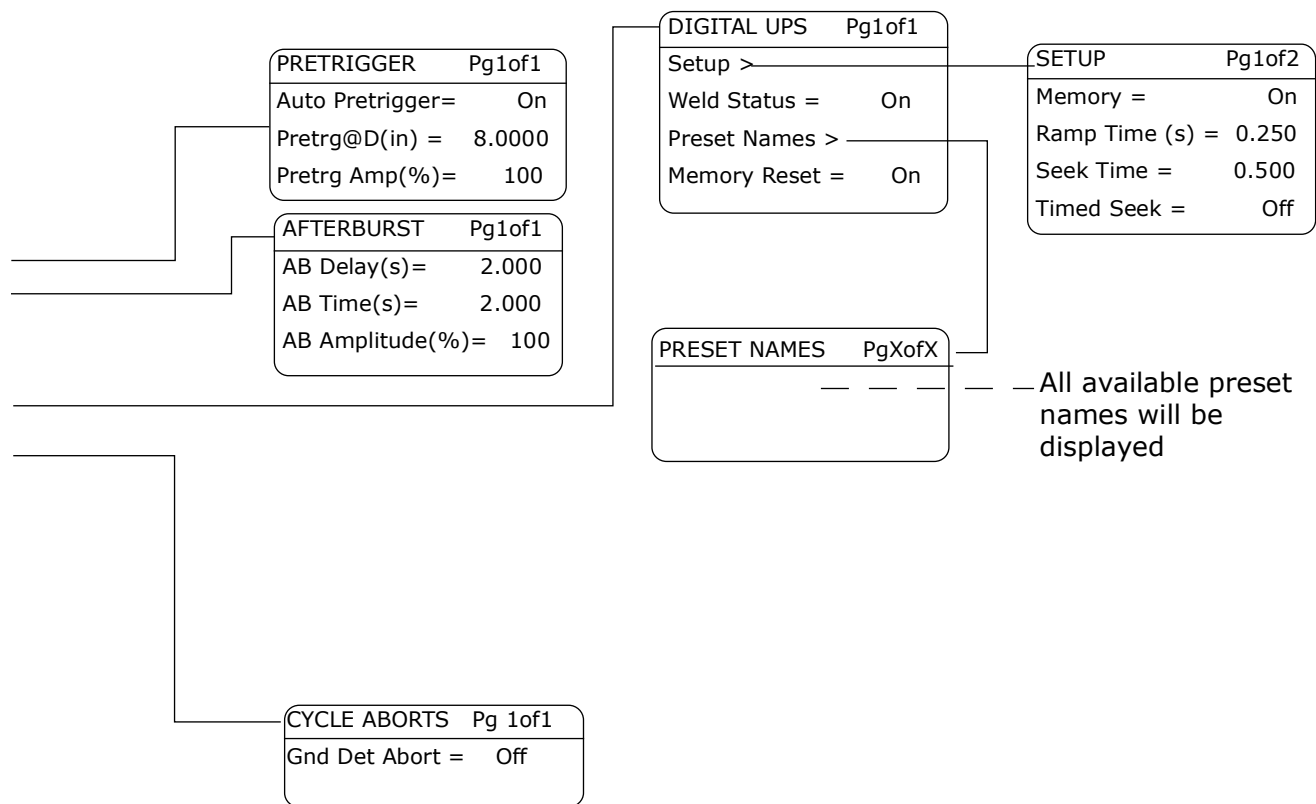 PRETRIGGER Pg1of1
Auto Pretrigger= On
Pretrg@D(in) = 8.0000
Pretrg Amp(%)= 100
AFTERBURST Pg1of1
AB Delay(s)= 2.000
AB Time(s)= 2.000
AB Amplitude(%)= 100
DIGITAL UPS Pg1of1
Setup >
Weld Status = On
Preset Names >
Memory Reset = On
SETUP Pg1of2
Memory = On
Ramp Time (s) = 0.250
Seek Time = 0.500
Timed Seek = Off
PRESET NAMES PgXofX
All available preset
names will be
displayed
CYCLE ABORTS Pg 1of1
Gnd Det Abort = Off